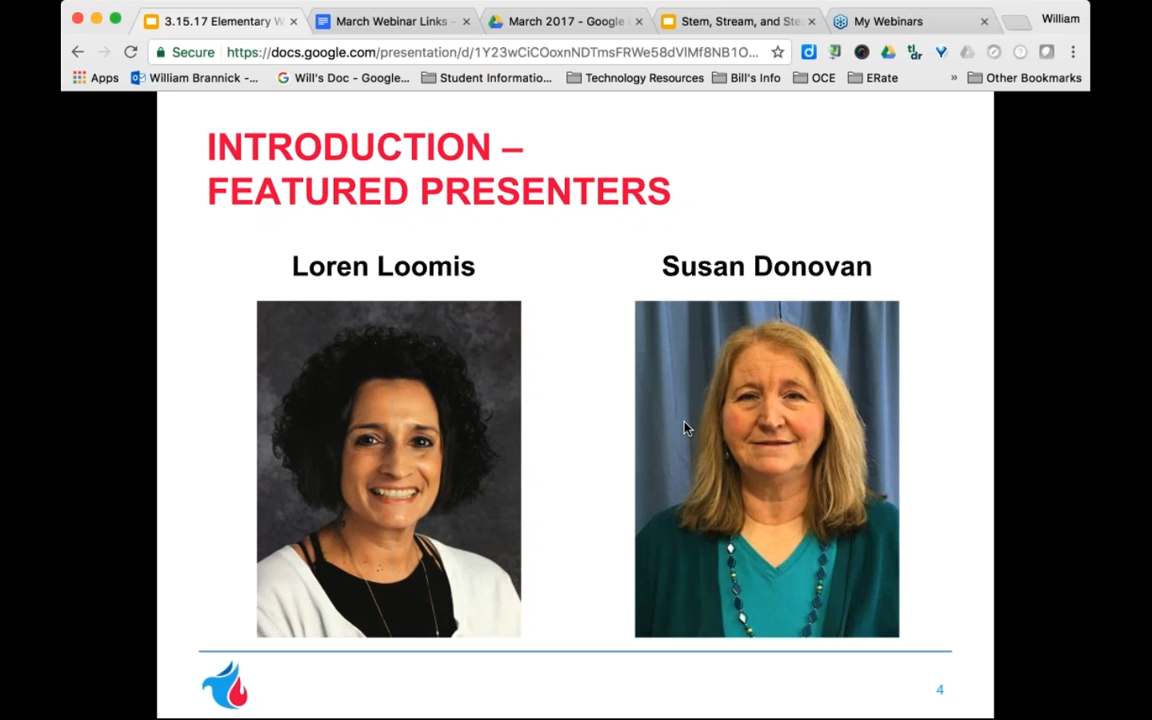 3.15.17 Elementary W
March Webinar Links -
March 2017 - Google
Stem, Stream, and Ste
My Webinars
William
Secure
https://docs.google.com/presentation/d/1Y23wCiCOoxnNDTmsFRWe58dVlMf8NB1O...
tl;dr
Apps
William Brannick -...
Will's Doc - Google...
Student Informatio...
Technology Resources
Bill's Info
OCE
ERate
»
Other Bookmarks
INTRODUCTION –
FEATURED PRESENTERS
Loren Loomis
Susan Donovan
4